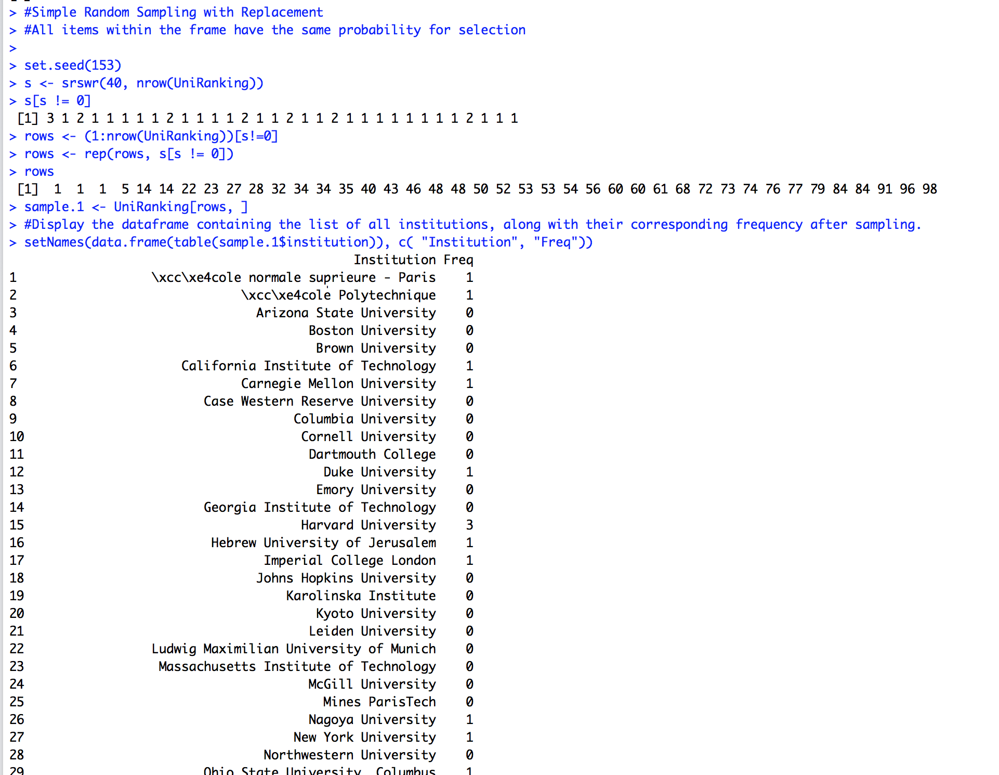 > #Simple Random Sampling with Replacement
> #All items within the frame have the same probability for selection
>
> set.seed(153)
> s <- srswr(40, nrow(UniRanking))
> s[s != 0]
[1] 3 1 2 1 1 1 1 1 2 1 1 1 1 2 1 1 2 1 1 2 1 1 1 1 1 1 1 1 2 1 1 1
> rows <- (1:nrow(UniRanking))[s!=0]
> rows <- rep(rows, s[s != 0])
> rows
[1] 1 1 1 5 14 14 22 23 27 28 32 34 34 35 40 43 46 48 48 50 52 53 53 54 56 60 60 61 68 72 73 74 76 77 79 84 84 91 96 98
> sample.1 <- UniRanking[rows, ]
> #Display the dataframe containing the list of all institutions, along with their corresponding frequency after sampling.
> setNames(data.frame(table(sample.1$institution)), c( "Institution", "Freq"))
Institution Freq
1 \xcc\xe4cole normale suprieure - Paris 1
2 \xcc\xe4cole Polytechnique 1
3 Arizona State University 0
4 Boston University 0
5 Brown University 0
6 California Institute of Technology 1
7 Carnegie Mellon University 1
8 Case Western Reserve University 0
9 Columbia University 0
10 Cornell University 0
11 Dartmouth College 0
12 Duke University 1
13 Emory University 0
14 Georgia Institute of Technology 0
15 Harvard University 3
16 Hebrew University of Jerusalem 1
17 Imperial College London 1
18 Johns Hopkins University 0
19 Karolinska Institute 0
20 Kyoto University 0
21 Leiden University 0
22 Ludwig Maximilian University of Munich 0
23 Massachusetts Institute of Technology 0
24 McGill University 0
25 Mines ParisTech 0
26 Nagoya University 1
27 New York University 1
28 Northwestern University 0
29 Ohio State University, Columbus 1